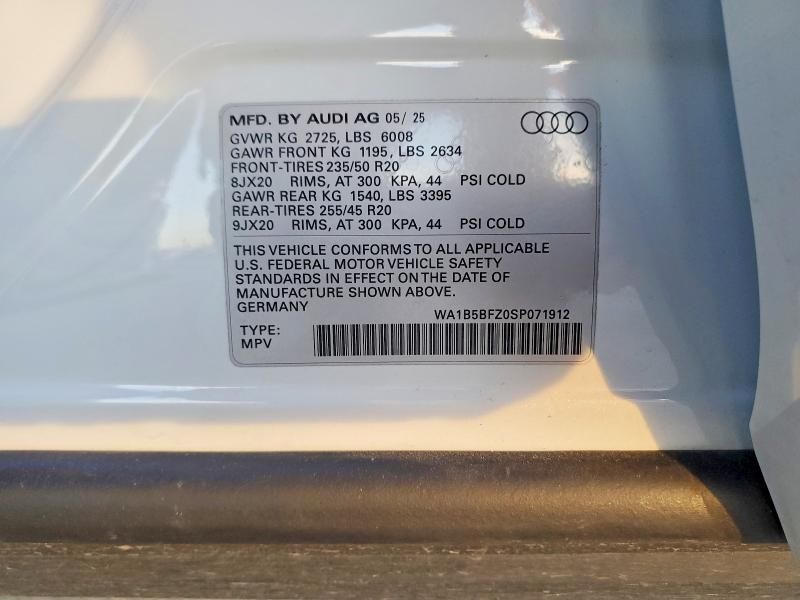 MFD. BY AUDI AG 05/ 25
GVWR KG 2725, LBS 6008
GAWR FRONT KG 1195, LBS 2634
FRONT-TIRES 235/50 R20
8JX20 RIMS, AT 300 KPA, 44 PSI COLD
GAWR REAR KG 1540, LBS 3395
REAR-TIRES 255/45 R20
9JX20 RIMS, AT 300 KPA, 44 PSI COLD
THIS VEHICLE CONFORMS TO ALL APPLICABLE
U.S. FEDERAL MOTOR VEHICLE SAFETY
STANDARDS IN EFFECT ON THE DATE OF
MANUFACTURE SHOWN ABOVE.
GERMANY
WA1B5BFZ0SP071912
TYPE:
MPV